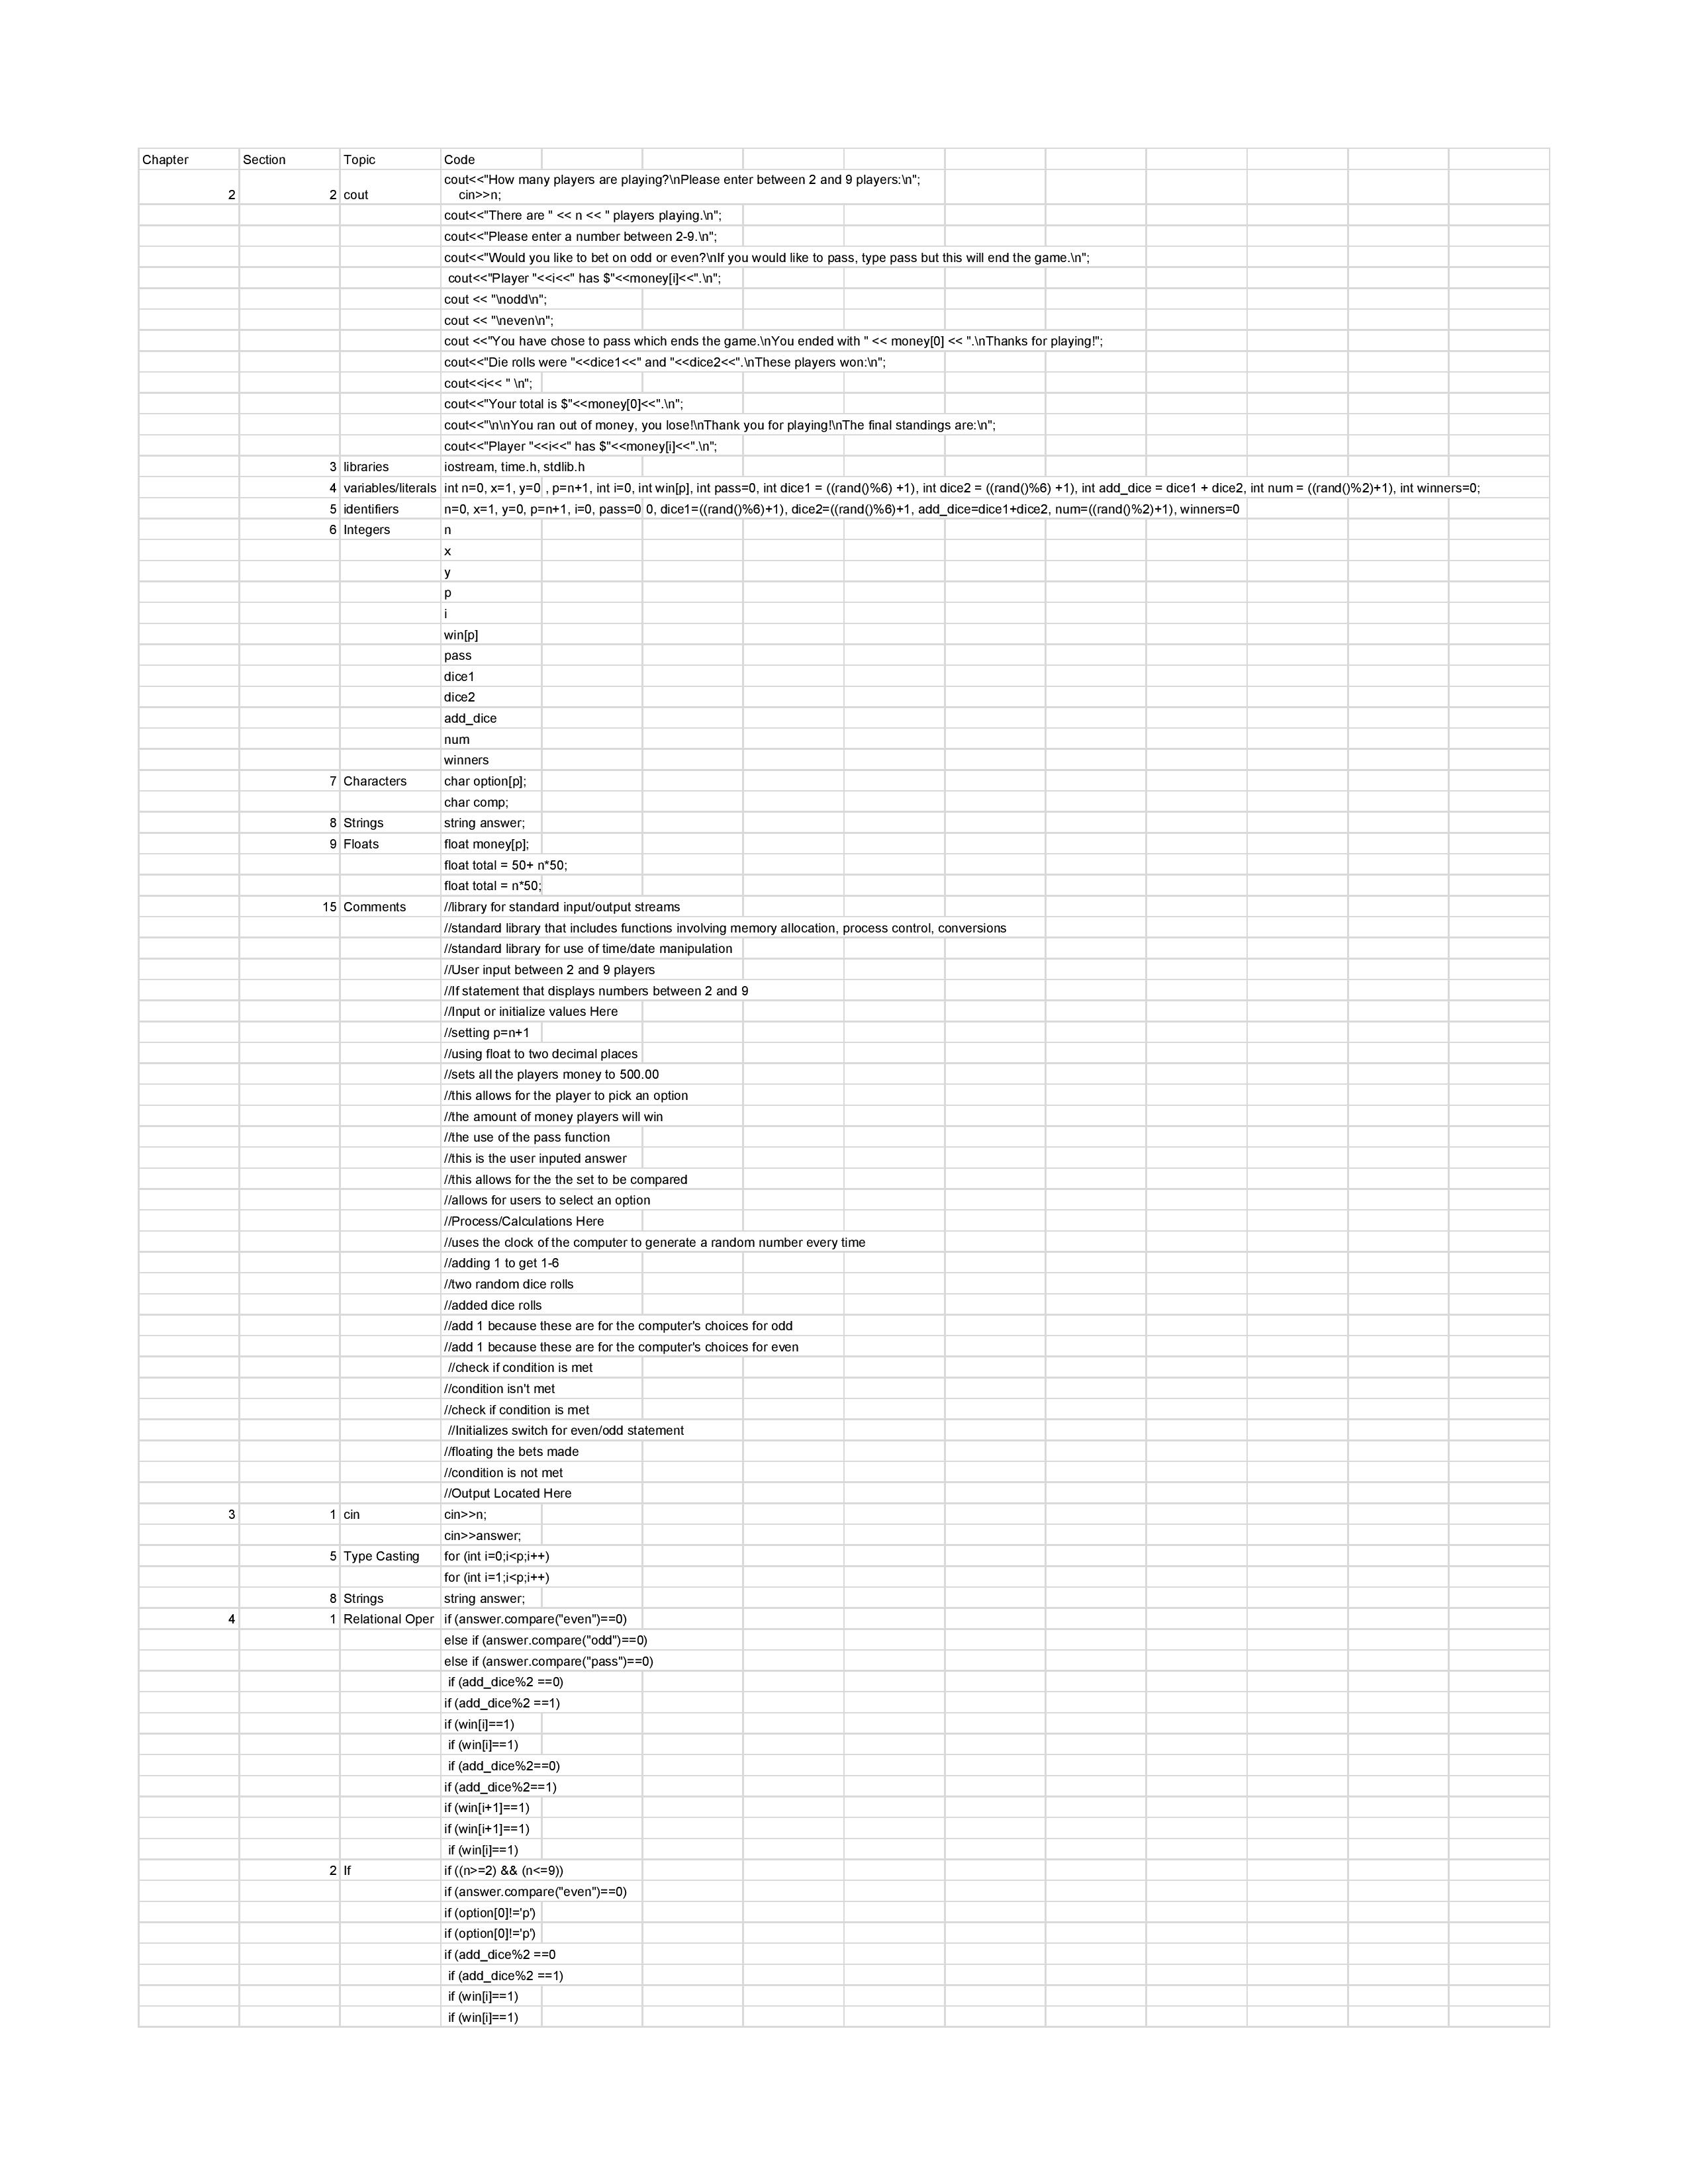 Chapter Section Topic Code
cout<<"How many players are playing?\nPlease enter between 2 and 9 players:\n";
2 2 cout cin>>n;
cout<<"There are " << n << " players playing.\n";
cout<<"Please enter a number between 2-9.\n";
cout<<"Would you like to bet on odd or even?\nIf you would like to pass, type pass but this will end the game.\n";
cout<<"Player "<<i<<" has $"<<money[i]<<".\n";
cout << "\nodd\n";
cout << "\neven\n";
cout <<"You have chose to pass which ends the game.\nYou ended with " << money[0] << ".\nThanks for playing!";
cout<<"Die rolls were "<<dice1<<" and "<<dice2<<".\nThese players won:\n";
cout<<i<< " \n";
cout<<"Your total is $"<<money[0]<<".\n";
cout<<"\n\nYou ran out of money, you lose!\nThank you for playing!\nThe final standings are:\n";
cout<<"Player "<<i<<" has $"<<money[i]<<".\n";
3 libraries iostream, time.h, stdlib.h
4 variables/literals int n=0, x=1, y=0 , p=n+1, int i=0, int win[p], int pass=0, int dice1 = ((rand()%6) +1), int dice2 = ((rand()%6) +1), int add_dice = dice1 + dice2, int num = ((rand()%2)+1), int winners=0;
5 identifiers n=0, x=1, y=0, p=n+1, i=0, pass=0 0, dice1=((rand()%6)+1), dice2=((rand()%6)+1, add_dice=dice1+dice2, num=((rand()%2)+1), winners=0
6 Integers n
x
y
p
i
win[p]
pass
dice1
dice2
add_dice
num
winners
7 Characters char option[p];
char comp;
8 Strings string answer;
9 Floats float money[p];
float total = 50+ n*50;
float total = n*50;
15 Comments //library for standard input/output streams
//standard library that includes functions involving memory allocation, process control, conversions
//standard library for use of time/date manipulation
//User input between 2 and 9 players
//If statement that displays numbers between 2 and 9
//Input or initialize values Here
//setting p=n+1
//using float to two decimal places
//sets all the players money to 500.00
//this allows for the player to pick an option
//the amount of money players will win
//the use of the pass function
//this is the user inputed answer
//this allows for the the set to be compared
//allows for users to select an option
//Process/Calculations Here
//uses the clock of the computer to generate a random number every time
//adding 1 to get 1-6
//two random dice rolls
//added dice rolls
//add 1 because these are for the computer's choices for odd
//add 1 because these are for the computer's choices for even
//check if condition is met
//condition isn't met
//check if condition is met
//Initializes switch for even/odd statement
//floating the bets made
//condition is not met
//Output Located Here
3 1 cin cin>>n;
cin>>answer;
5 Type Casting for (int i=0;i<p;i++)
for (int i=1;i<p;i++)
8 Strings string answer;
4 1 Relational Oper if (answer.compare("even")==0)
else if (answer.compare("odd")==0)
else if (answer.compare("pass")==0)
if (add_dice%2 ==0)
if (add_dice%2 ==1)
if (win[i]==1)
if (win[i]==1)
if (add_dice%2==0)
if (add_dice%2==1)
if (win[i+1]==1)
if (win[i+1]==1)
if (win[i]==1)
2 If if ((n>=2) && (n<=9))
if (answer.compare("even")==0)
if (option[0]!='p')
if (option[0]!='p')
if (add_dice%2 ==0
if (add_dice%2 ==1)
if (win[i]==1)
if (win[i]==1)